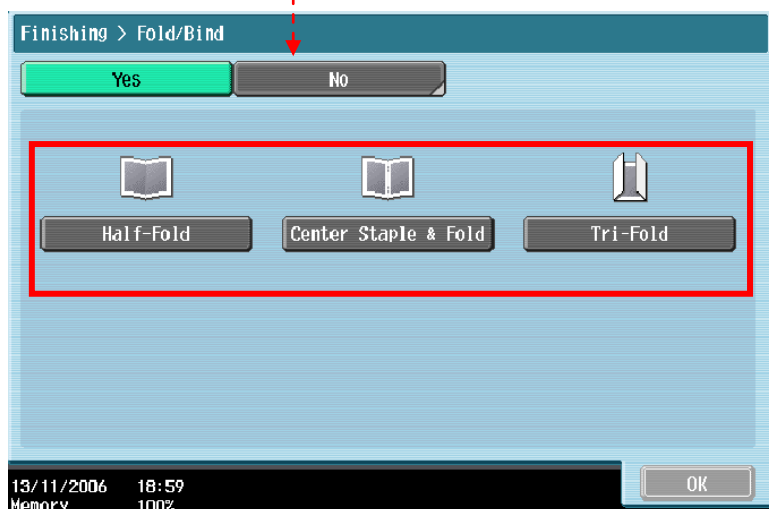 Finishing > Fold/Bind
Yes No
Half-Fold Center Staple & Fold Tri-Fold
13/11/2006 18:59
OK
Memory 100%